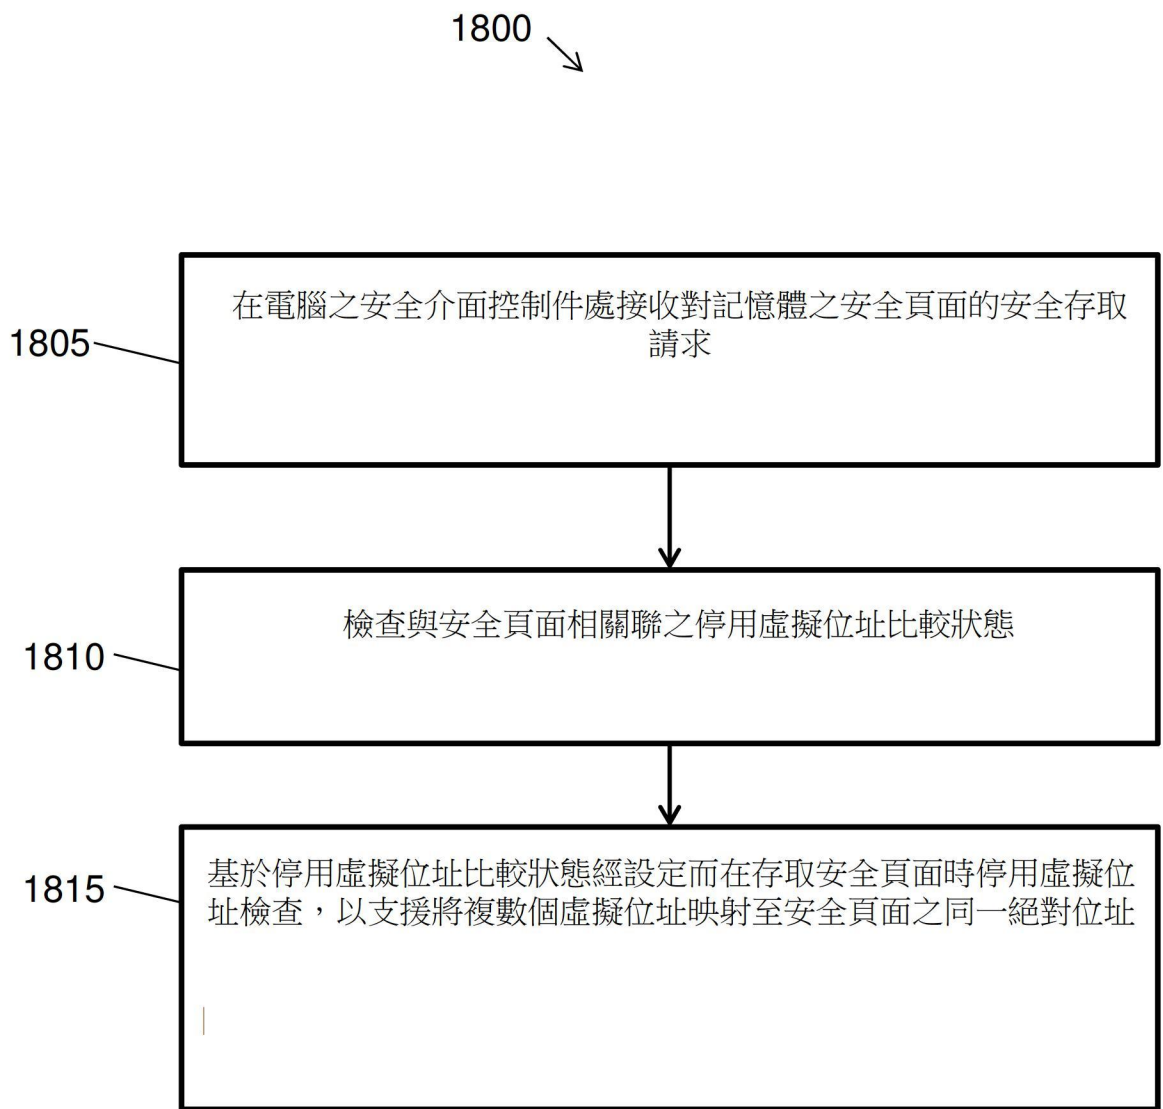 1800
在電腦之安全介面控制件處接收對記憶體之安全頁面的安全存取
請求
1805
檢查與安全頁面相關聯之停用虛擬位址比較狀態
1810
基於停用虛擬位址比較狀態經設定而在存取安全頁面時停用虛擬位
址檢查，以支援將複數個虛擬位址映射至安全頁面之同一絕對位址
1815